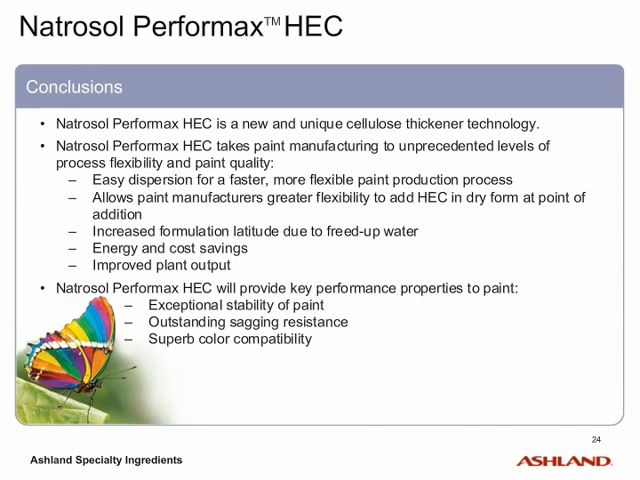 Natrosol Performax™ HEC
Conclusions
• Natrosol Performax HEC is a new and unique cellulose thickener technology.
• Natrosol Performax HEC takes paint manufacturing to unprecedented levels of
process flexibility and paint quality:
– Easy dispersion for a faster, more flexible paint production process
– Allows paint manufacturers greater flexibility to add HEC in dry form at point of
addition
– Increased formulation latitude due to freed-up water
– Energy and cost savings
– Improved plant output
• Natrosol Performax HEC will provide key performance properties to paint:
– Exceptional stability of paint
– Outstanding sagging resistance
– Superb color compatibility
24
Ashland Specialty Ingredients
ASHLAND.